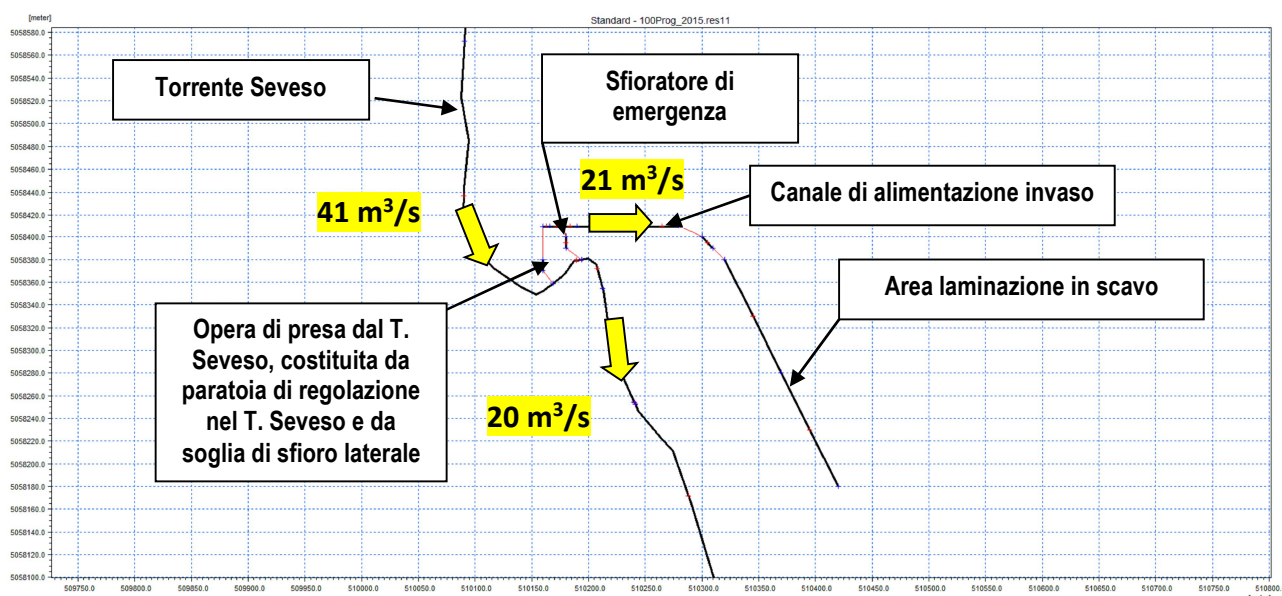 [meter]
Standard - 100Prog_2015.res11
5058580.0
5058560.0
5058540.0
5058520.0
5058500.0
5058480.0
5058460.0
5058440.0
5058420.0
5058400.0
5058380.0
5058360.0
5058340.0
5058320.0
5058300.0
5058280.0
5058260.0
5058240.0
5058220.0
5058200.0
5058180.0
5058160.0
5058140.0
5058120.0
5058100.0
Torrente Seveso
Sfioratore di
emergenza
21 m³/s
41 m³/s
Canale di alimentazione invaso
Area laminazione in scavo
Opera di presa dal T.
Seveso, costituita da
paratoia di regolazione
nel T. Seveso e da
soglia di sfioro laterale
20 m³/s
509750.0 509800.0 509850.0 509900.0 509950.0 510000.0 510050.0 510100.0 510150.0 510200.0 510250.0 510300.0 510350.0 510400.0 510450.0 510500.0 510550.0 510600.0 510650.0 510700.0 510750.0 510800.0